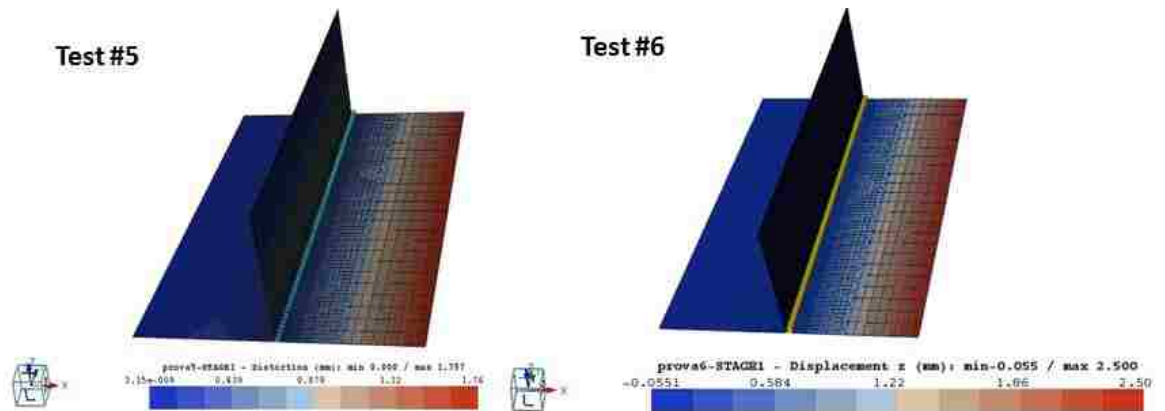 Test #5
Test #6
prova5-STAGE1 - Distortion (mm): min 0.000 / max 1.757
0.439 0.879 1.32 1.76
prova6-STAGE1 - Displacement z (mm): min-0.055 / max 2.500
-0.0551 0.584 1.22 1.86 2.50
X
X